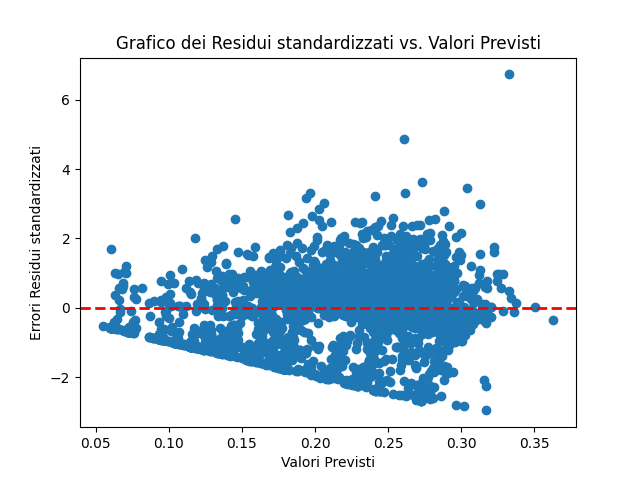 Grafico dei Residui standardizzati vs. Valori Previsti
Errori Residui standardizzati
6
4
2
0
−2
0.05 0.10 0.15 0.20 0.25 0.30 0.35
Valori Previsti